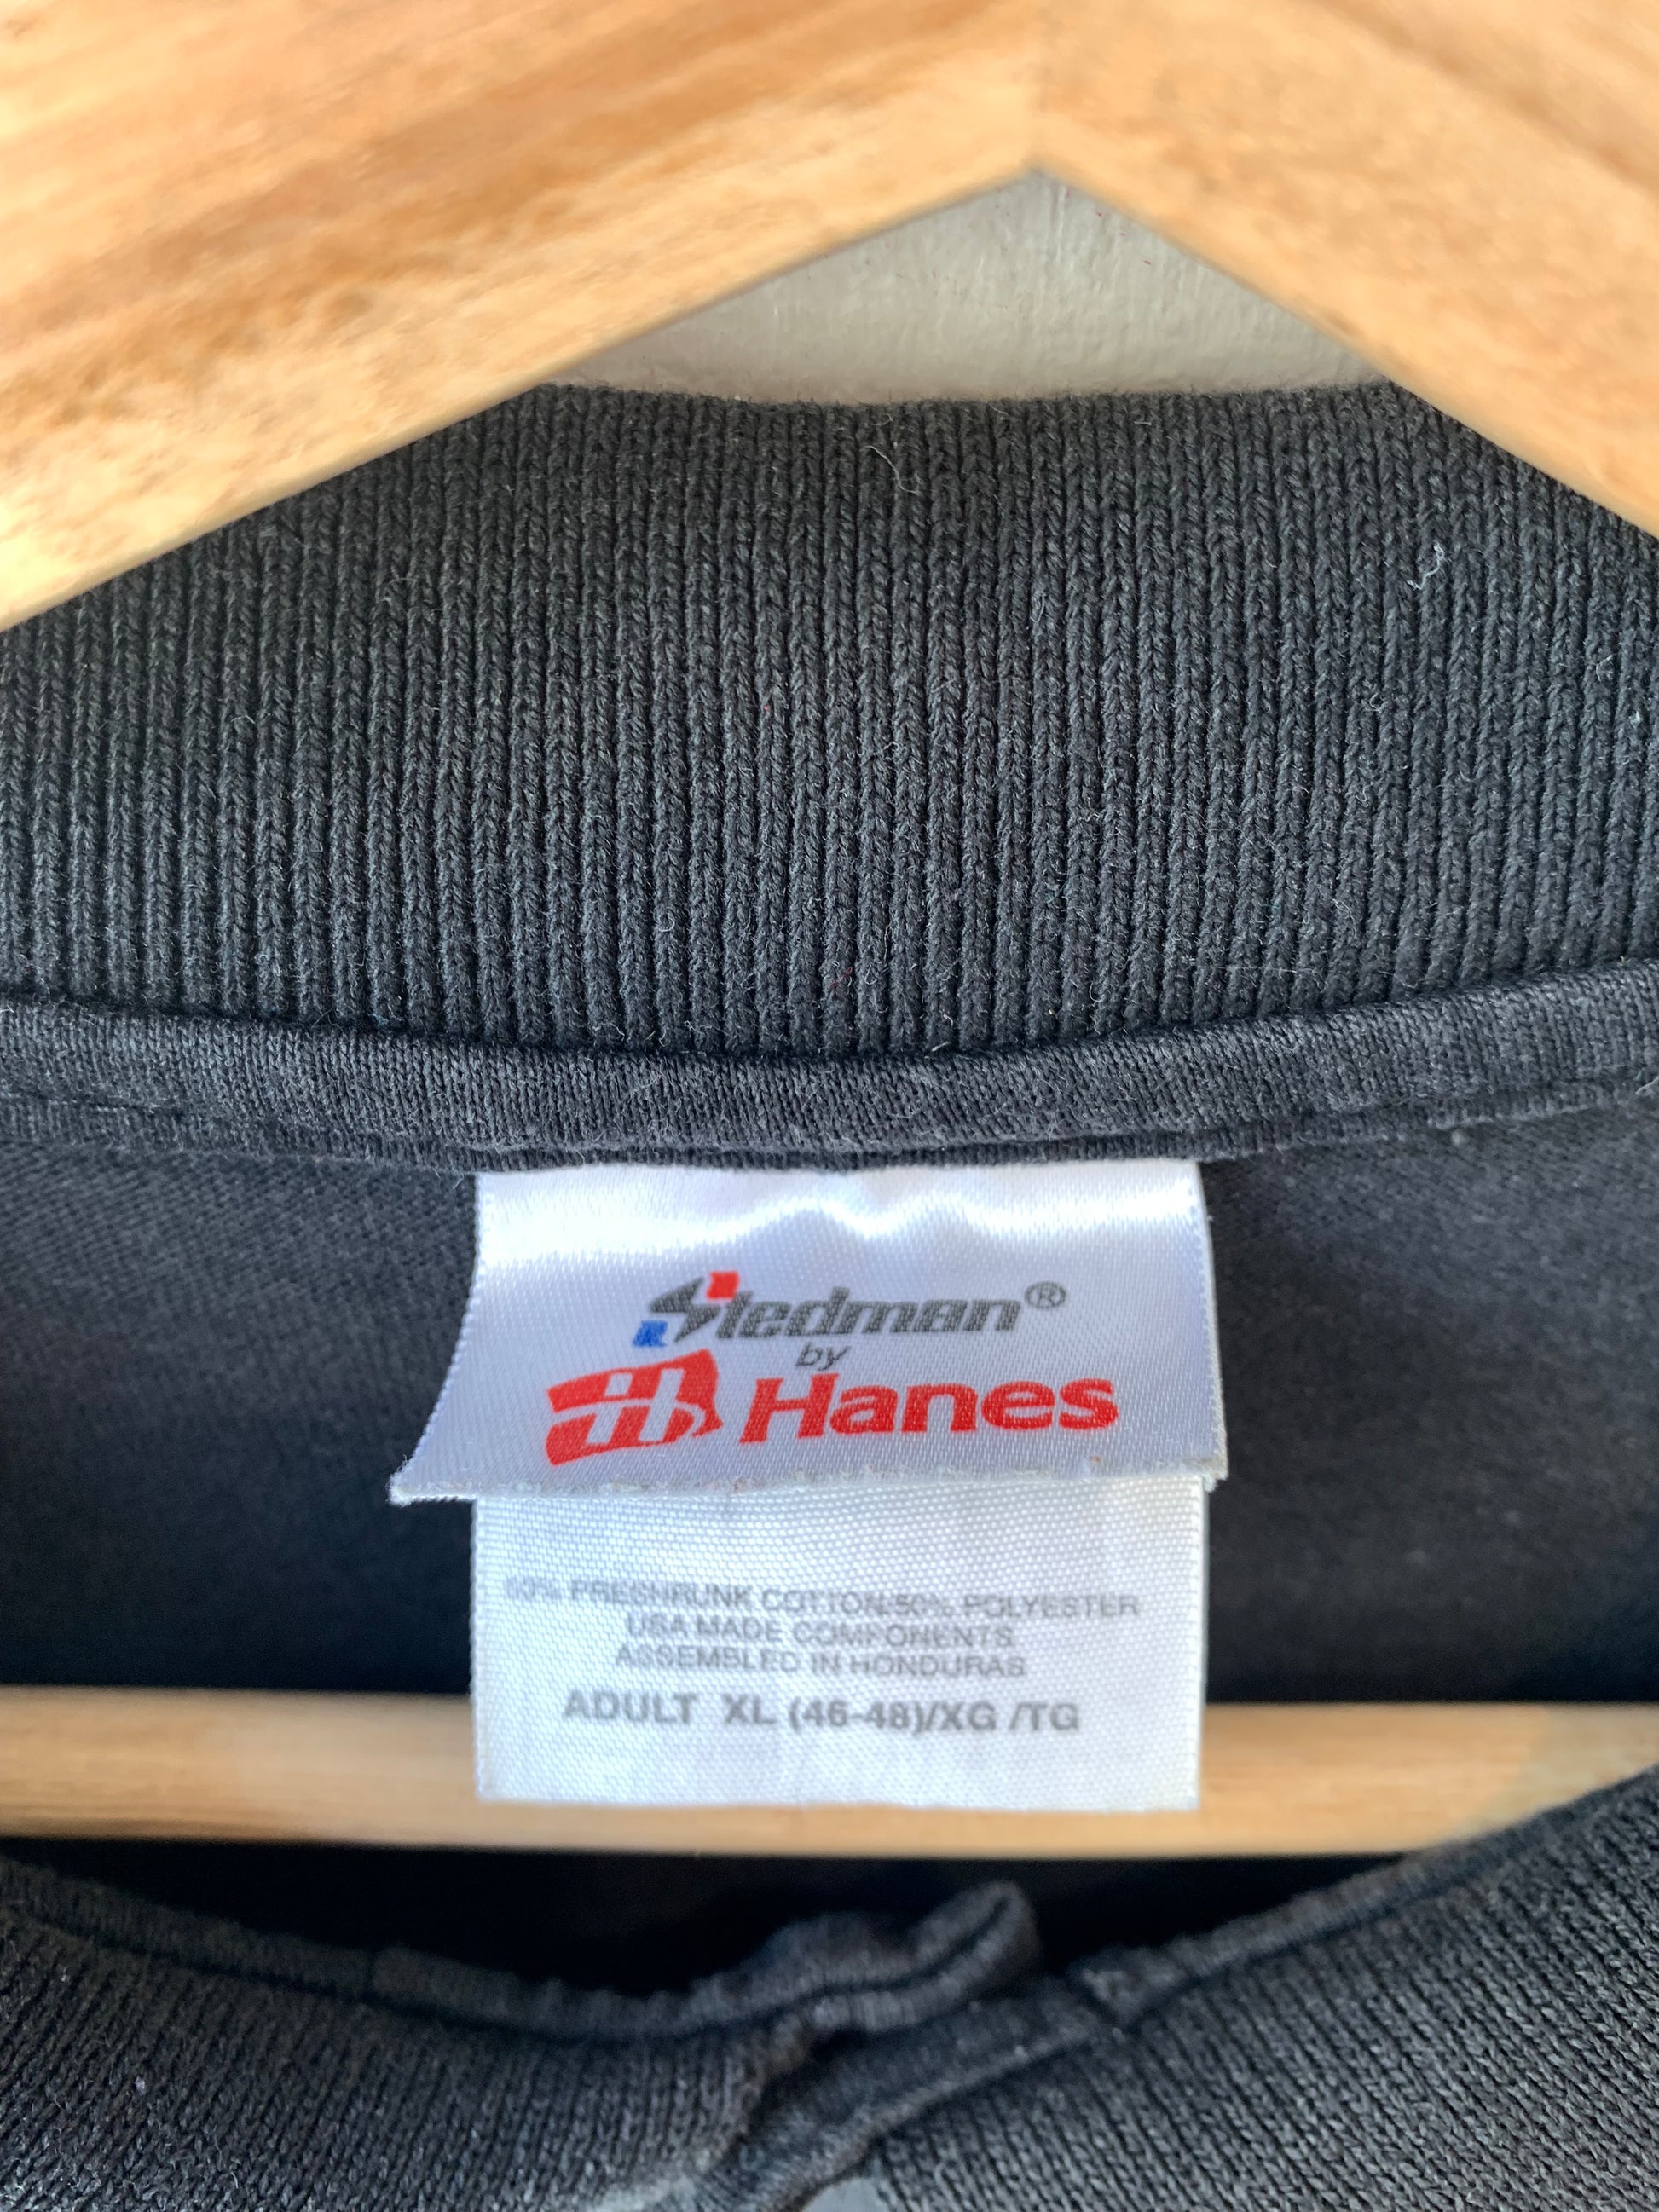 Stedman®
by
Hanes
50% PRESHRUNK COTTON/50% POLYESTER
USA MADE COMPONENTS
ASSEMBLED IN HONDURAS
ADULT XL (46-48)/XG /TG